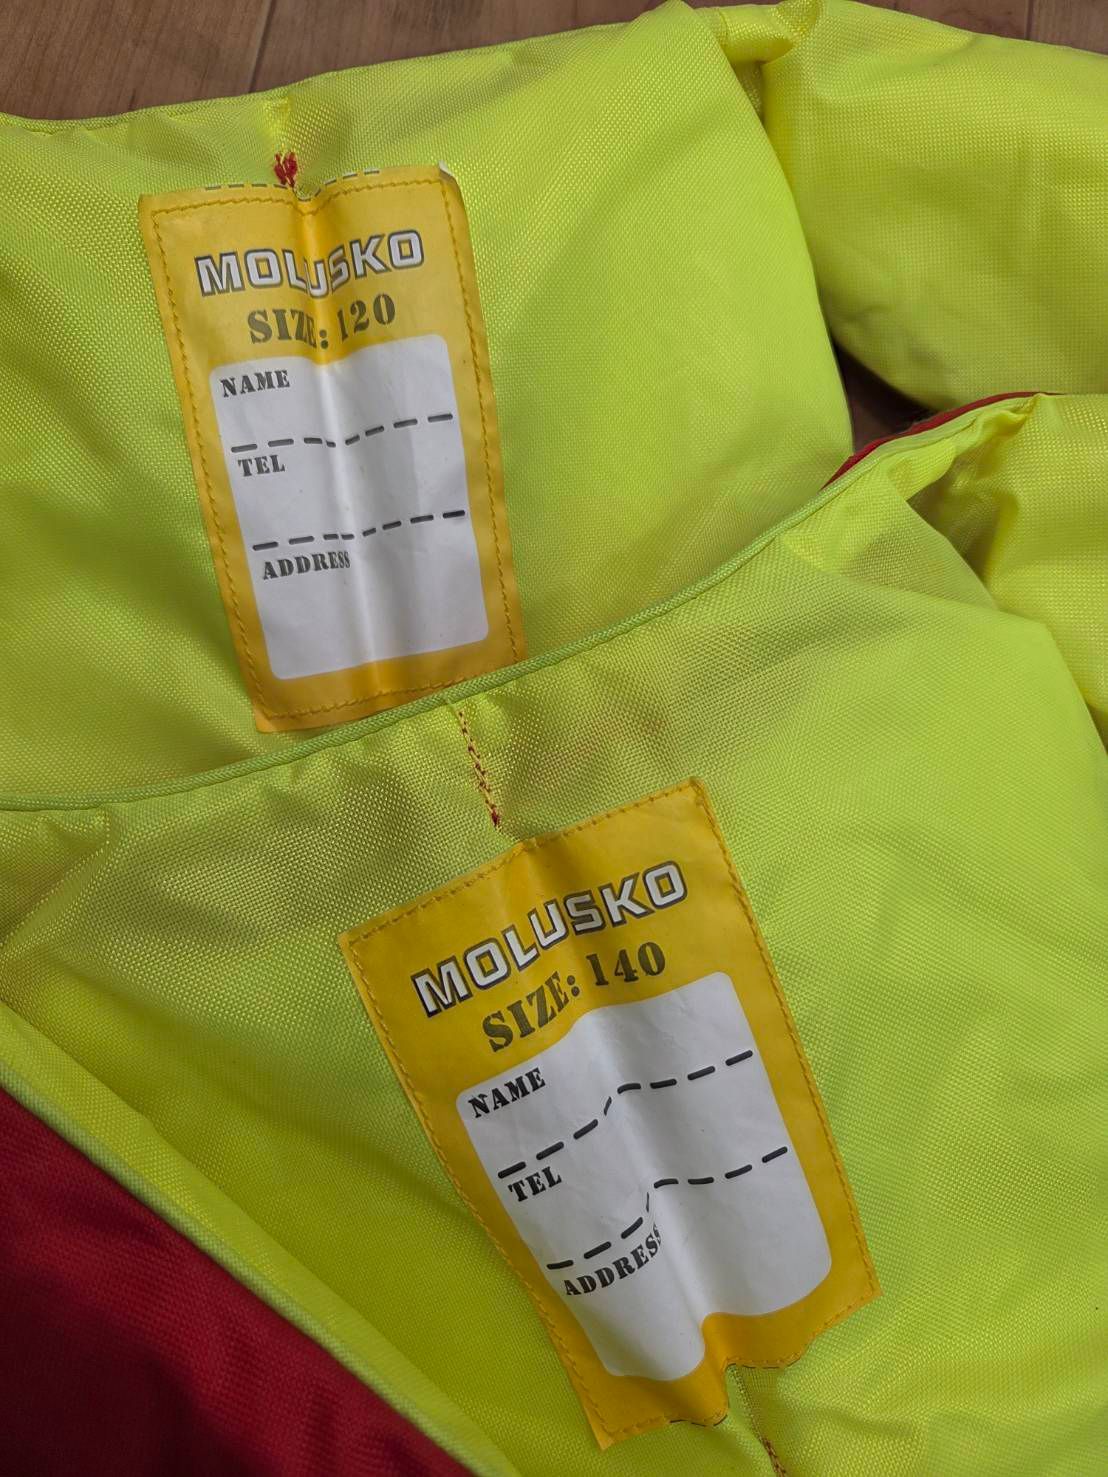 MOLUSKO
SIZE: 120
NAME
TEL
ADDRESS
MOLUSKO
SIZE: 140
NAME
TEL
ADDRESS